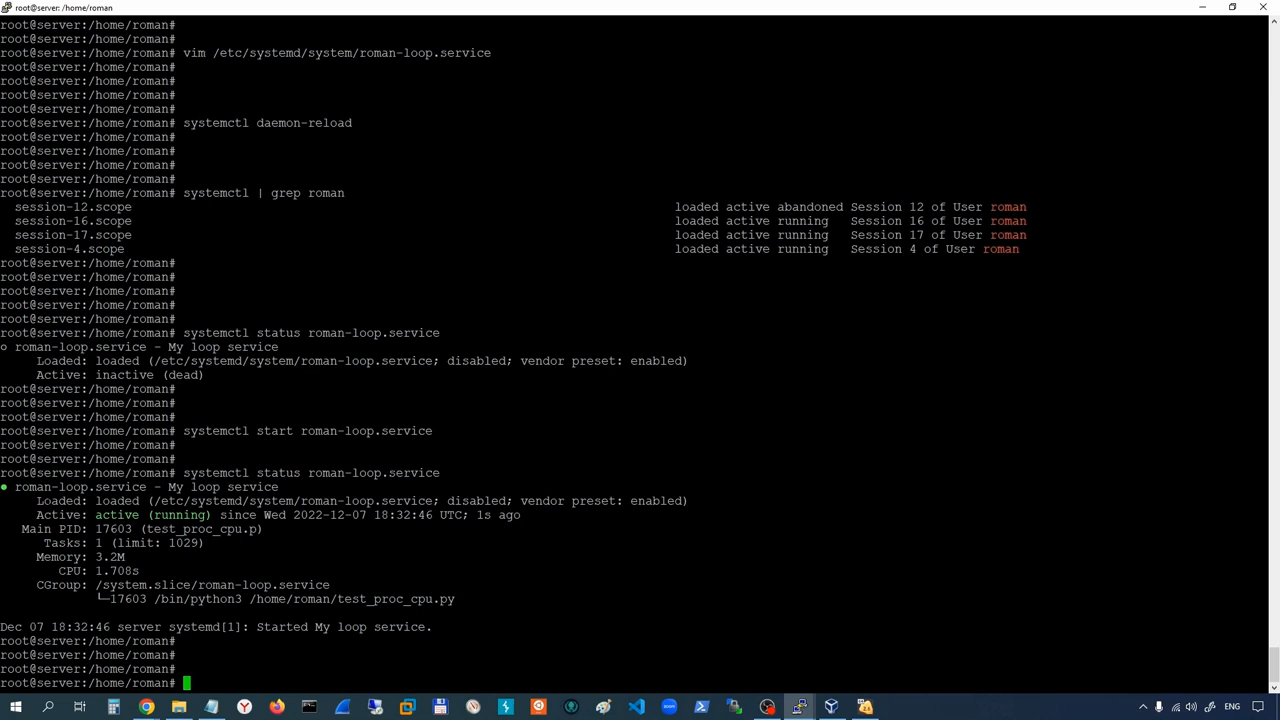 root@server: /home/roman
root@server:/home/roman#
root@server:/home/roman#
root@server:/home/roman# vim /etc/systemd/system/roman-loop.service
root@server:/home/roman#
root@server:/home/roman#
root@server:/home/roman#
root@server:/home/roman#
root@server:/home/roman# systemctl daemon-reload
root@server:/home/roman#
root@server:/home/roman#
root@server:/home/roman#
root@server:/home/roman#
root@server:/home/roman# systemctl | grep roman
session-12.scope loaded active abandoned Session 12 of User roman
session-16.scope loaded active running Session 16 of User roman
session-17.scope loaded active running Session 17 of User roman
session-4.scope loaded active running Session 4 of User roman
root@server:/home/roman#
root@server:/home/roman#
root@server:/home/roman#
root@server:/home/roman#
root@server:/home/roman#
root@server:/home/roman# systemctl status roman-loop.service
○ roman-loop.service - My loop service
Loaded: loaded (/etc/systemd/system/roman-loop.service; disabled; vendor preset: enabled)
Active: inactive (dead)
root@server:/home/roman#
root@server:/home/roman#
root@server:/home/roman#
root@server:/home/roman# systemctl start roman-loop.service
root@server:/home/roman#
root@server:/home/roman#
root@server:/home/roman# systemctl status roman-loop.service
● roman-loop.service - My loop service
Loaded: loaded (/etc/systemd/system/roman-loop.service; disabled; vendor preset: enabled)
Active: active (running) since Wed 2022-12-07 18:32:46 UTC; 1s ago
Main PID: 17603 (test_proc_cpu.p)
Tasks: 1 (limit: 1029)
Memory: 3.2M
CPU: 1.708s
CGroup: /system.slice/roman-loop.service
└─17603 /bin/python3 /home/roman/test_proc_cpu.py
Dec 07 18:32:46 server systemd[1]: Started My loop service.
root@server:/home/roman#
root@server:/home/roman#
root@server:/home/roman#
root@server:/home/roman#
ENG